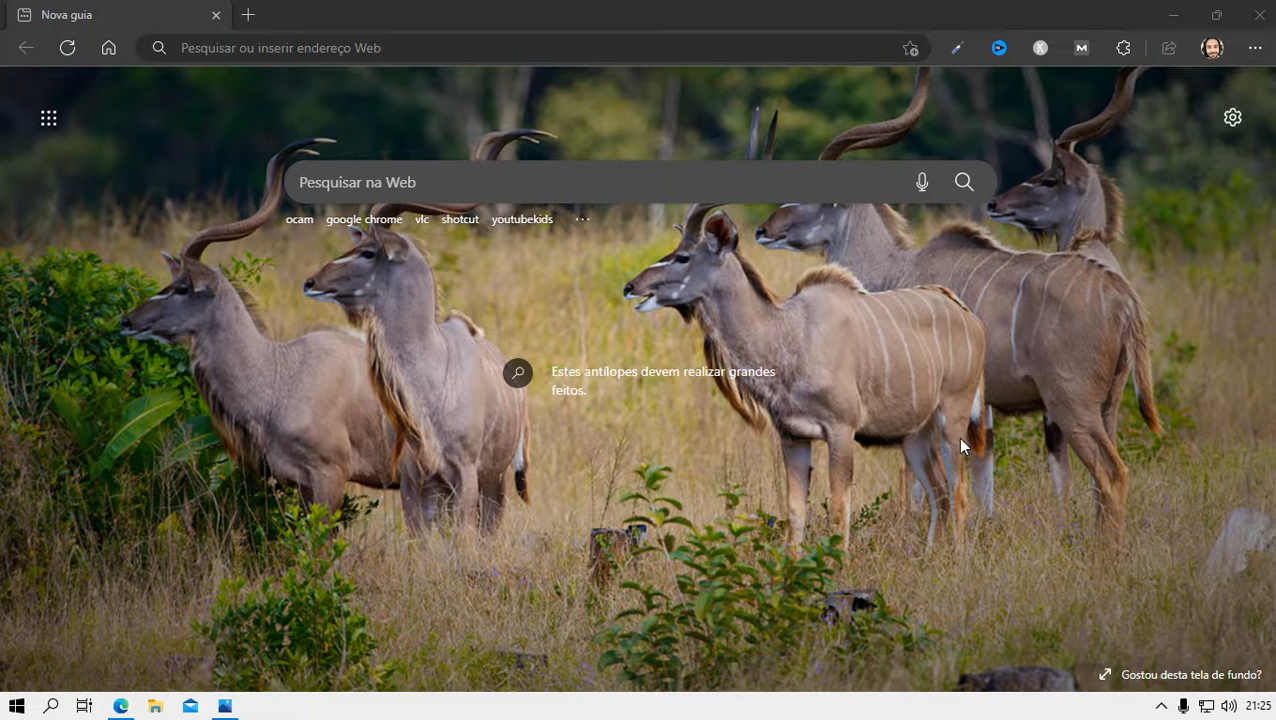 Nova guia
Pesquisar ou inserir endereço Web
K
M
Pesquisar na Web
ocam google chrome vlc shotcut youtubekids ...
Estes antílopes devem realizar grandes
feitos.
Gostou desta tela de fundo?
21:25